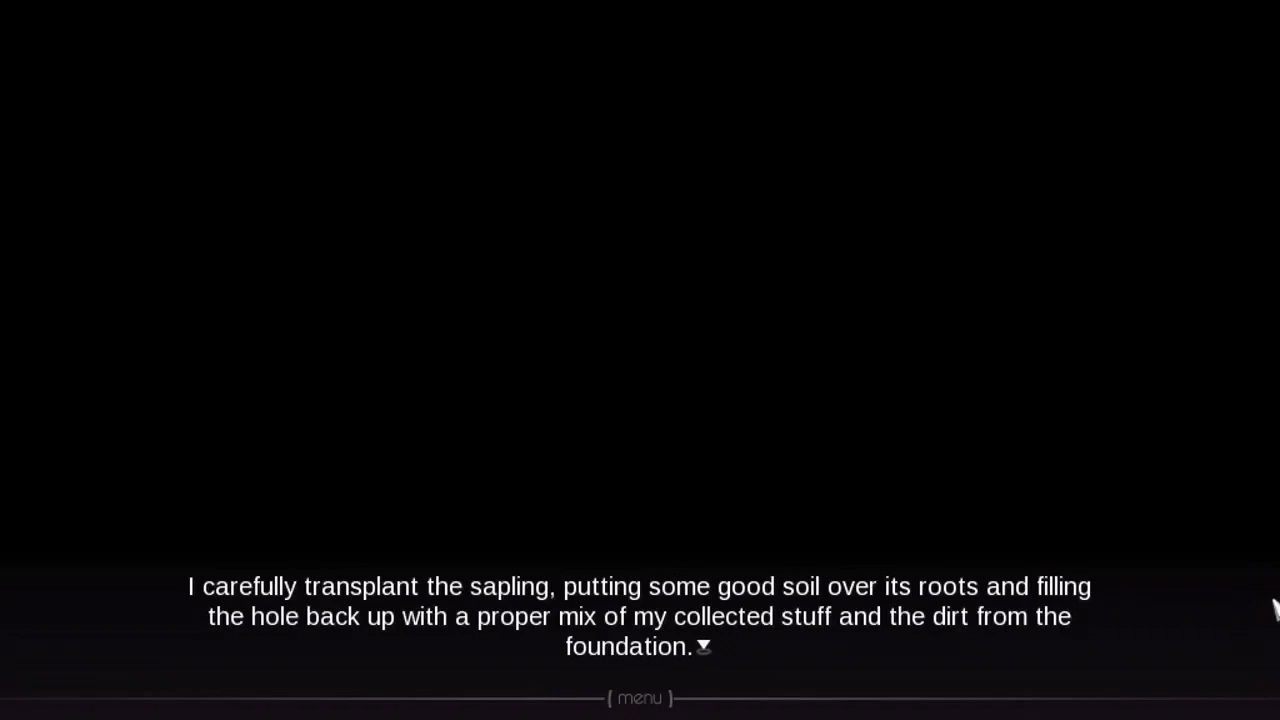 I carefully transplant the sapling, putting some good soil over its roots and filling
the hole back up with a proper mix of my collected stuff and the dirt from the
foundation.
( menu )